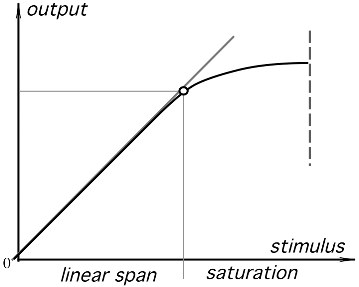 output
0
stimulus
linear span
saturation